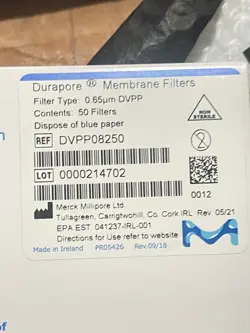 Durapore ® Membrane Filters
Filter Type: 0.65µm DVPP
Contents: 50 Filters
Dispose of blue paper
NON
STERILE
REF DVPP08250
2
LOT 0000214702
0012
Merck Millipore Ltd.
Tullagreen, Carrigtwohill, Co. Cork IRL Rev. 05/21
EPA EST. 041237-IRL-001
Directions for Use refer to website
Made in Ireland PR05426 Rev.09/18
of